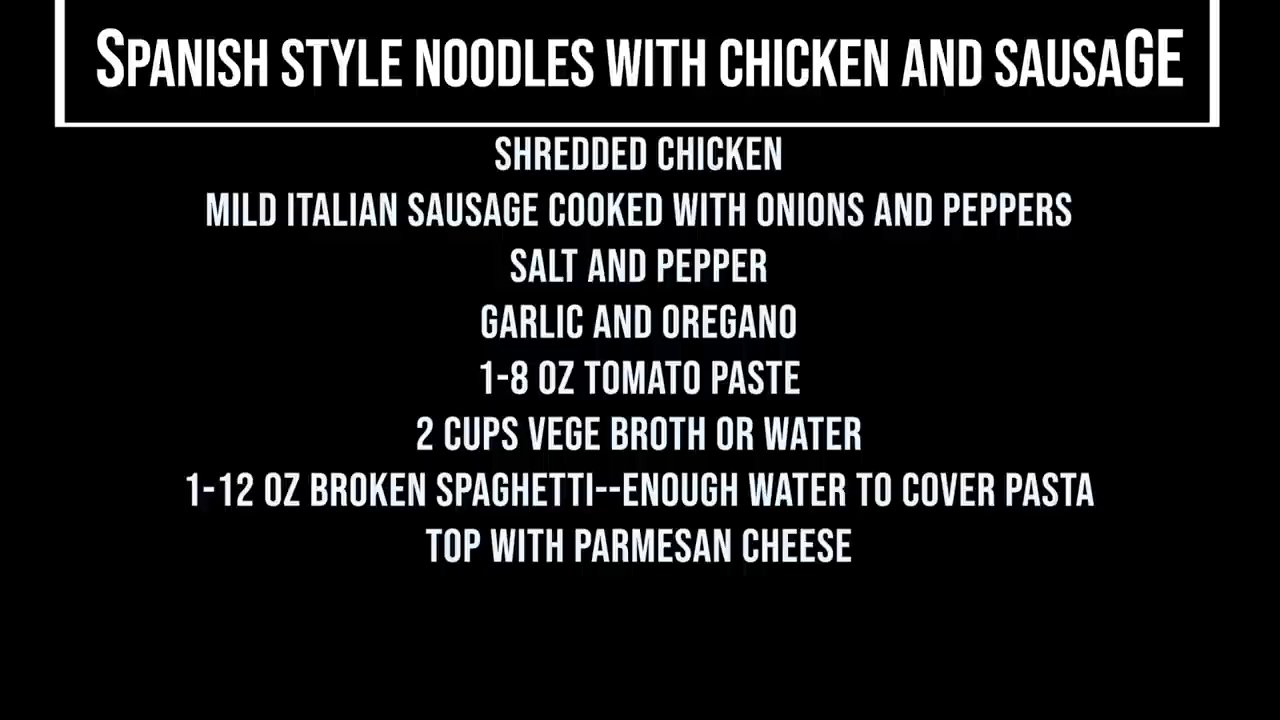 SPANISH STYLE NOODLES WITH CHICKEN AND SAUSAGE
SHREDDED CHICKEN
MILD ITALIAN SAUSAGE COOKED WITH ONIONS AND PEPPERS
SALT AND PEPPER
GARLIC AND OREGANO
1-8 OZ TOMATO PASTE
2 CUPS VEGE BROTH OR WATER
1-12 OZ BROKEN SPAGHETTI--ENOUGH WATER TO COVER PASTA
TOP WITH PARMESAN CHEESE